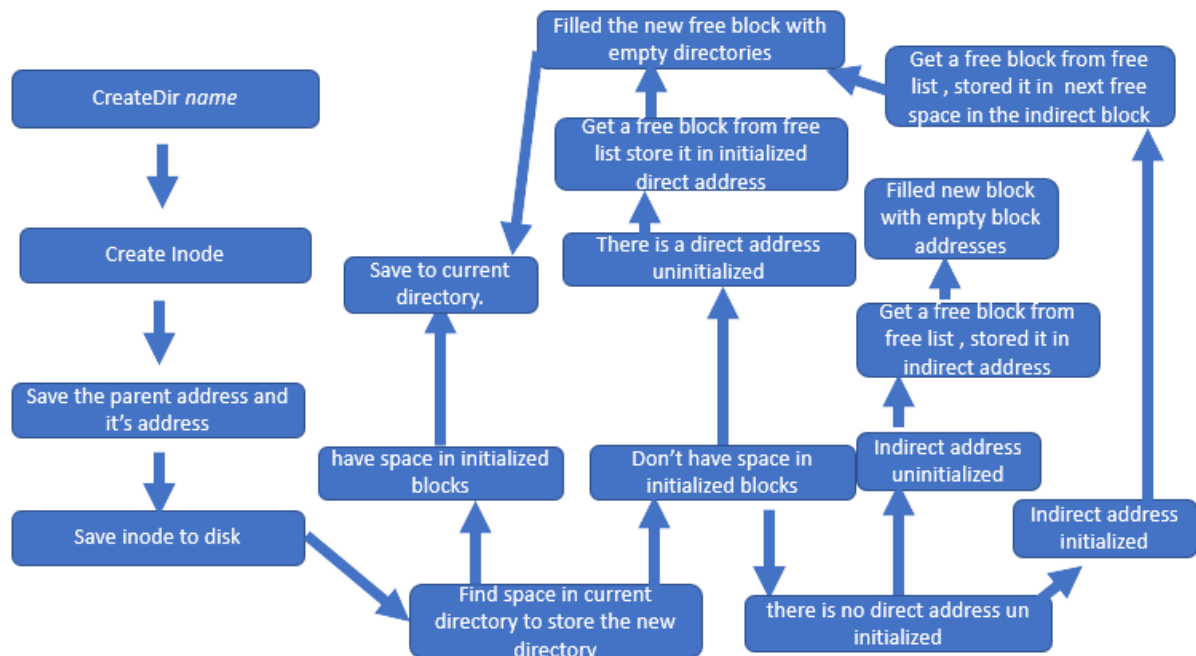 CreateDir name
Create Inode
Save the parent address and
it's address
Save inode to disk
Find space in current
directory to store the new
directory
have space in initialized
blocks
Save to current
directory.
Don't have space in
initialized blocks
There is a direct address
uninitialized
Get a free block from free
list store it in initialized
direct address
Filled the new free block with
empty directories
there is no direct address un
initialized
Indirect address
uninitialized
Get a free block from
free list , stored it in
indirect address
Filled new block
with empty block
addresses
Indirect address
initialized
Get a free block from free
list , stored it in next free
space in the indirect block